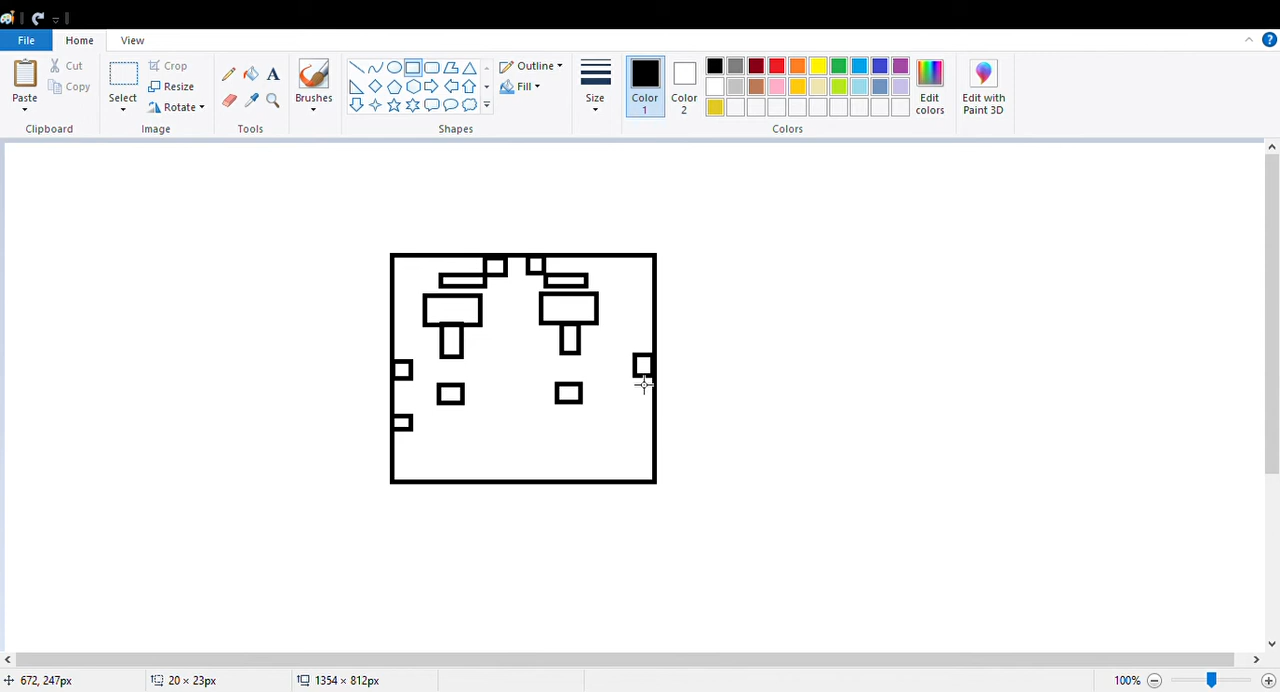 File Home View
Paste
Cut
Copy
Clipboard
Select
Crop
Resize
Rotate
Image
A
Tools
Brushes
Outline
Fill
Shapes
Size
Color 1
Color 2
Edit colors
Colors
Edit with Paint 3D
?
672, 247px 20 × 23px 1354 × 812px 100%